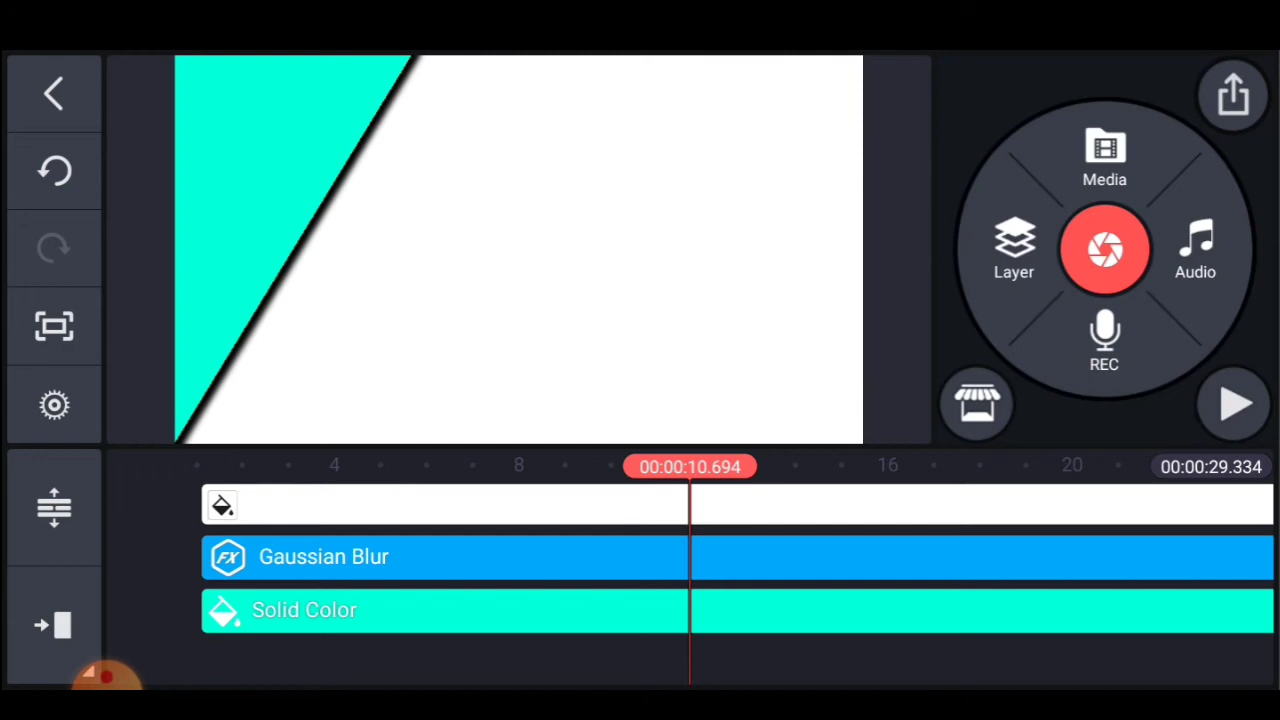 Media
Layer
Audio
REC
4
8
00:00:10.694
16
20
00:00:29.334
FX Gaussian Blur
Solid Color